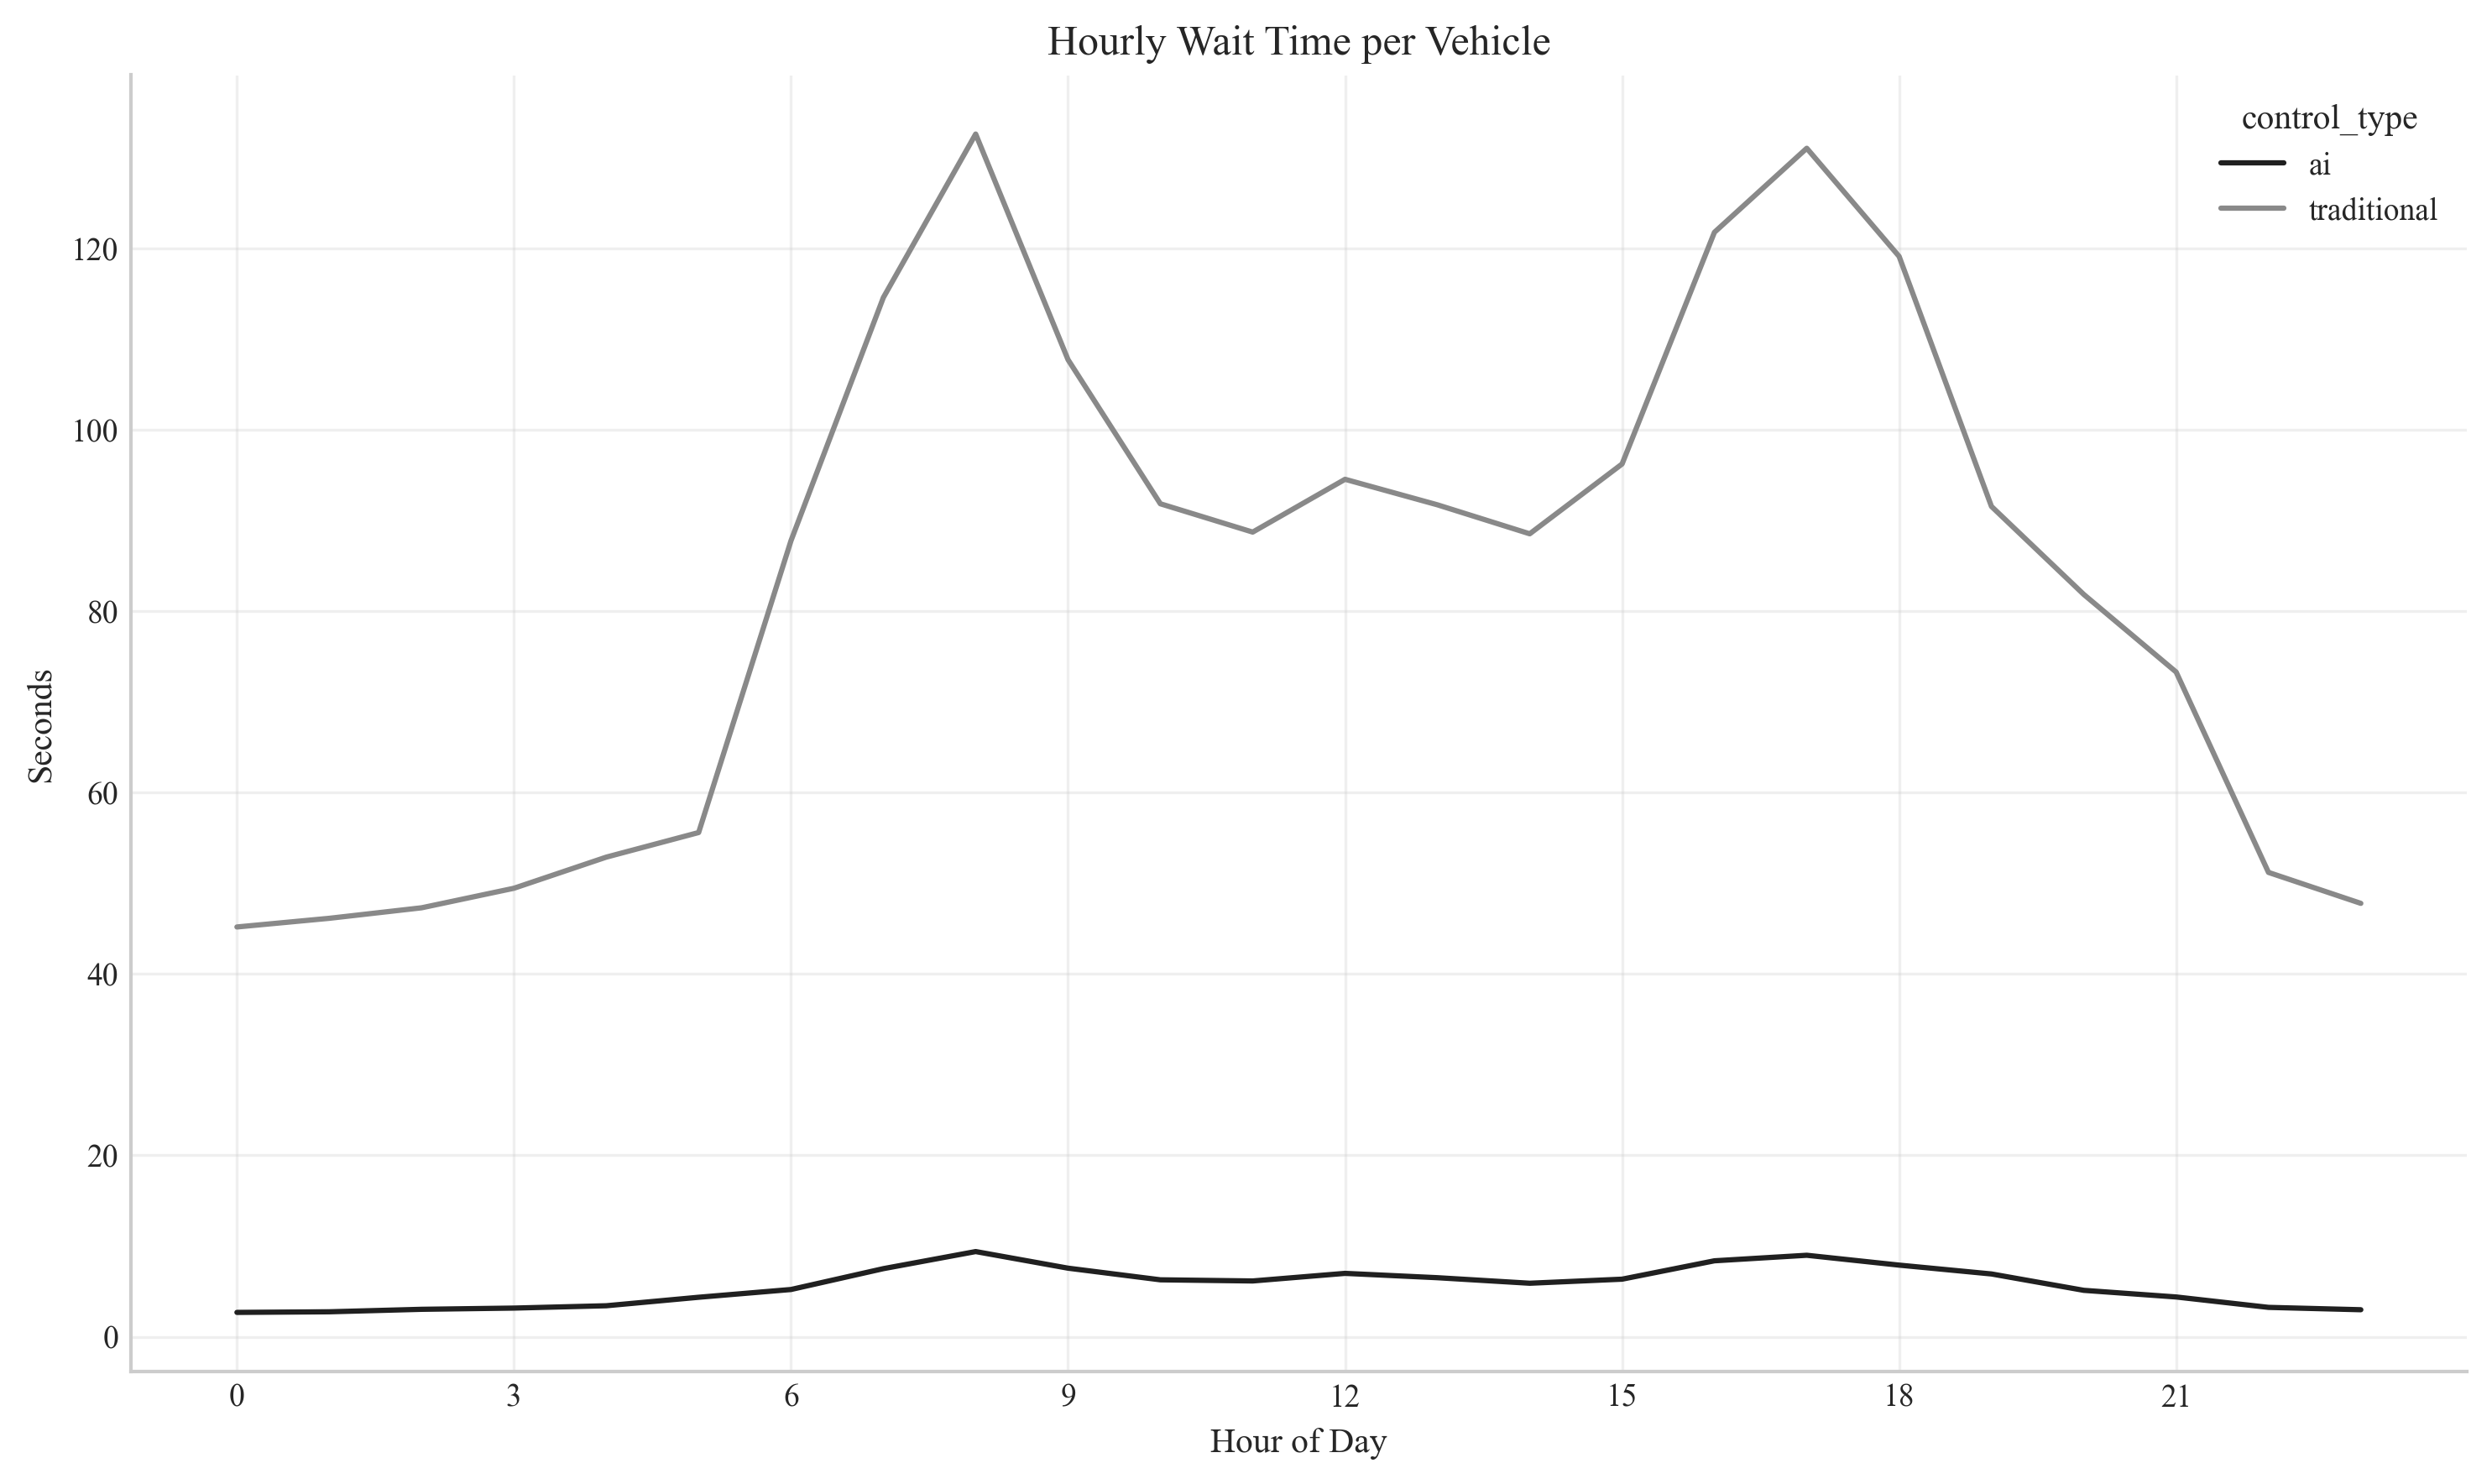 Hourly Wait Time per Vehicle
control_type
ai
traditional
120
100
80
60
40
20
0
Seconds
0 3 6 9 12 15 18 21
Hour of Day